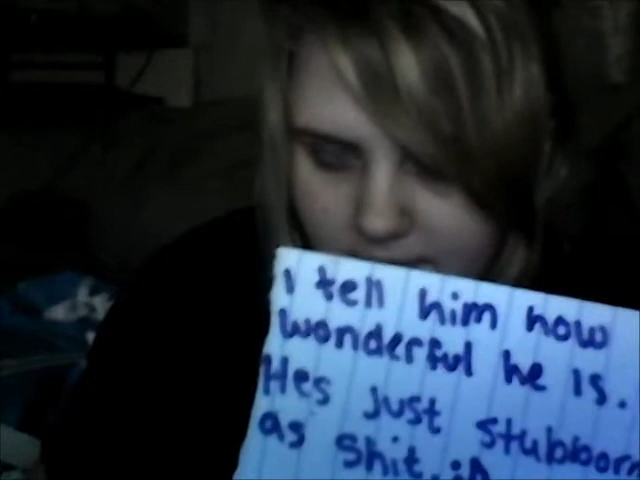 i tell him how
wonderful he is.
Hes just stubborn
as shit.